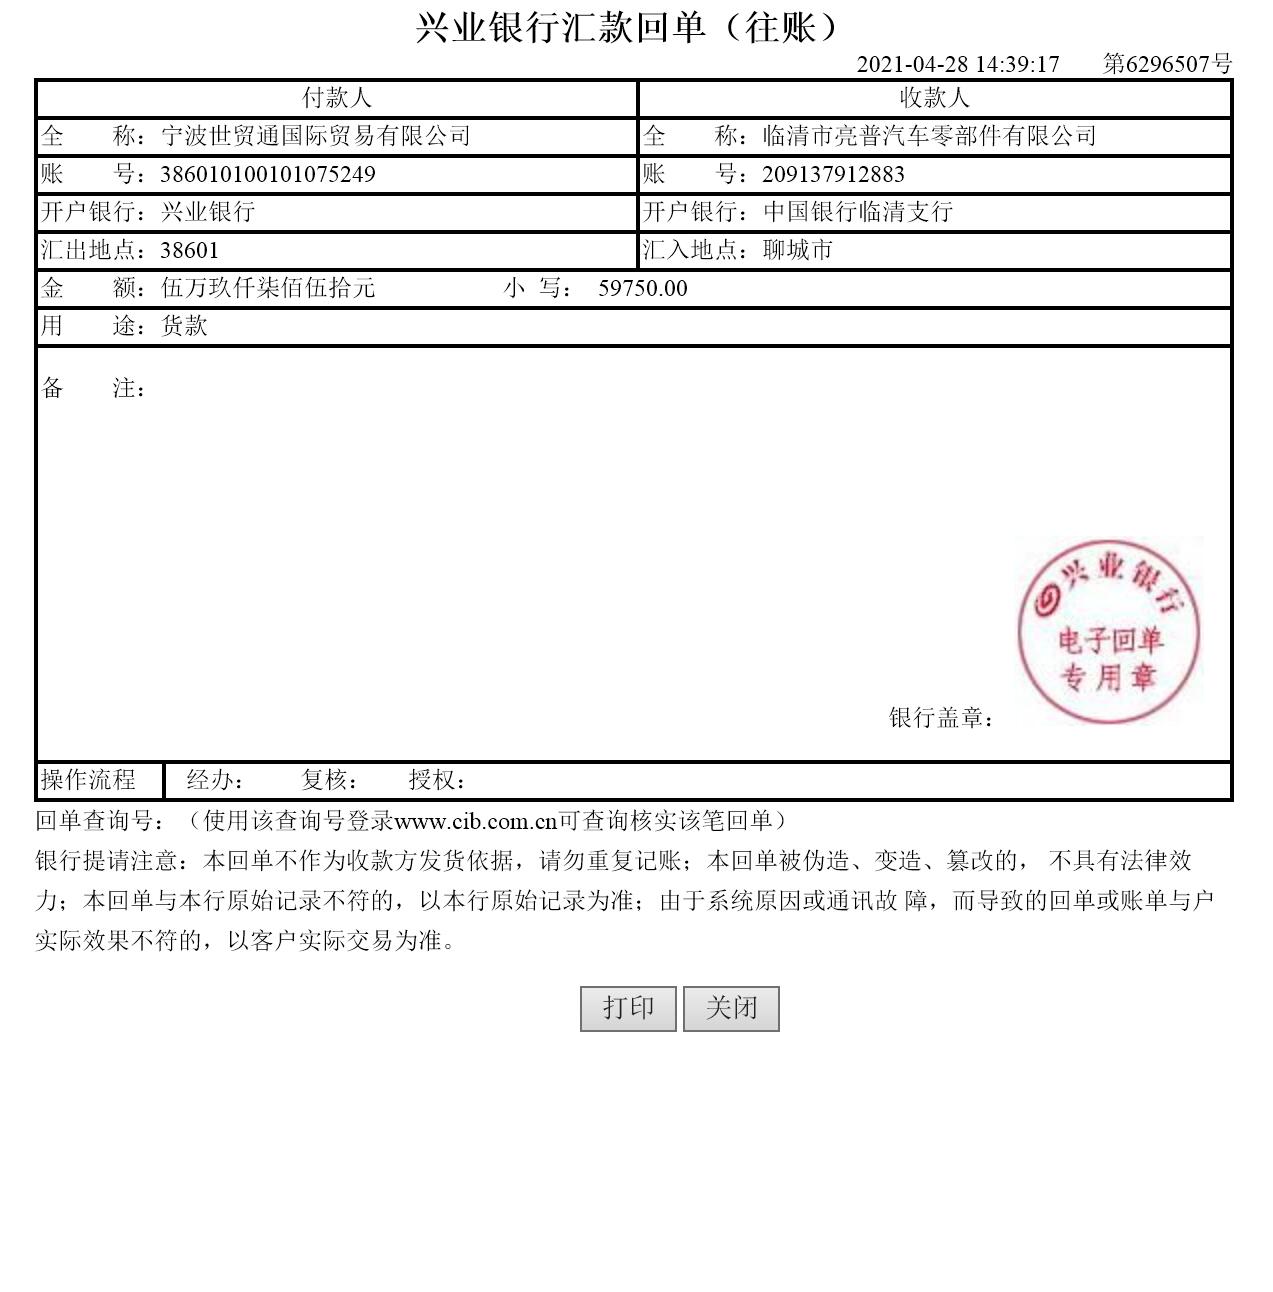 兴业银行汇款回单（往账）
2021-04-28 14:39:17 第6296507号
付款人 收款人
全 称：宁波世贸通国际贸易有限公司 全 称：临清市亮普汽车零部件有限公司
账 号：386010100101075249 账 号：209137912883
开户银行：兴业银行 开户银行：中国银行临清支行
汇出地点：38601 汇入地点：聊城市
金 额：伍万玖仟柒佰伍拾元 小 写： 59750.00
用 途：货款
备 注：
兴业银行
电子回单
专用章
银行盖章：
操作流程 经办： 复核： 授权：
回单查询号：（使用该查询号登录www.cib.com.cn可查询核实该笔回单）
银行提请注意：本回单不作为收款方发货依据，请勿重复记账；本回单被伪造、变造、篡改的， 不具有法律效
力；本回单与本行原始记录不符的，以本行原始记录为准；由于系统原因或通讯故 障，而导致的回单或账单与户
实际效果不符的，以客户实际交易为准。
打印 关闭